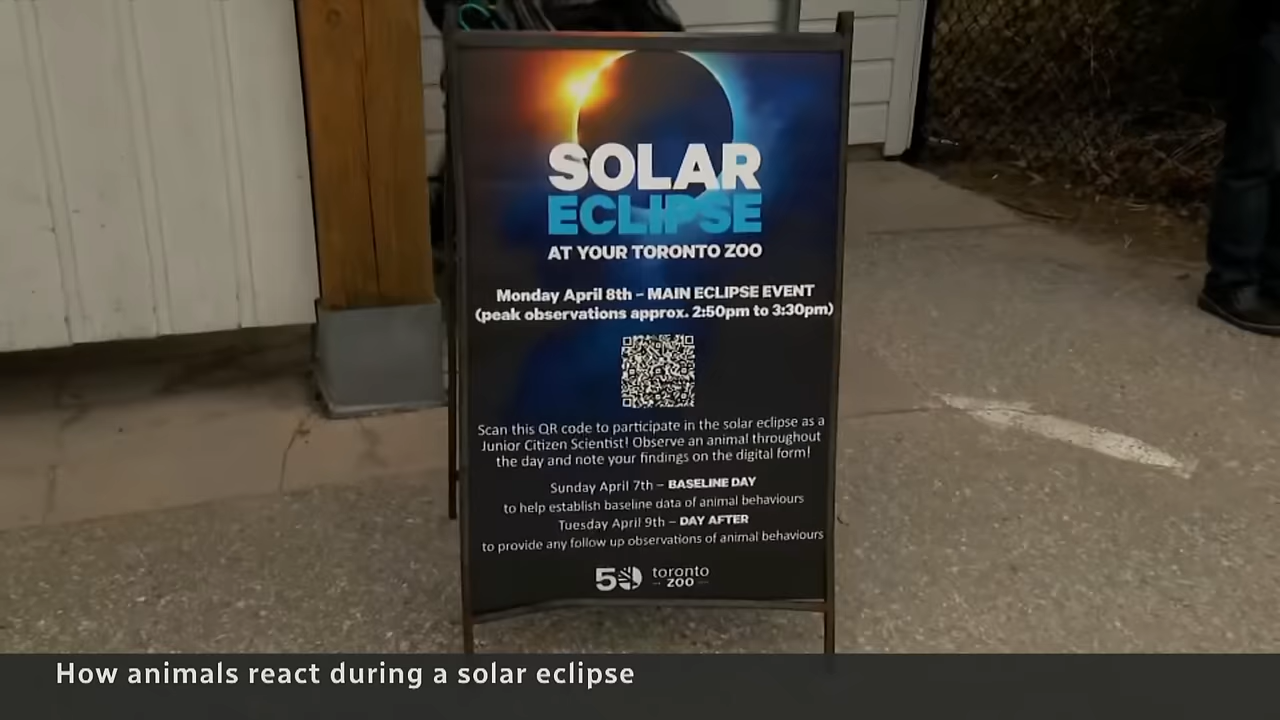 SOLAR
ECLIPSE
AT YOUR TORONTO ZOO
Monday April 8th – MAIN ECLIPSE EVENT
(peak observations approx. 2:50pm to 3:30pm)
Scan this QR code to participate in the solar eclipse as a
Junior Citizen Scientist! Observe an animal throughout
the day and note your findings on the digital form!
Sunday April 7th – BASELINE DAY
to help establish baseline data of animal behaviours
Tuesday April 9th – DAY AFTER
to provide any follow up observations of animal behaviours
50 toronto
ZOO
How animals react during a solar eclipse